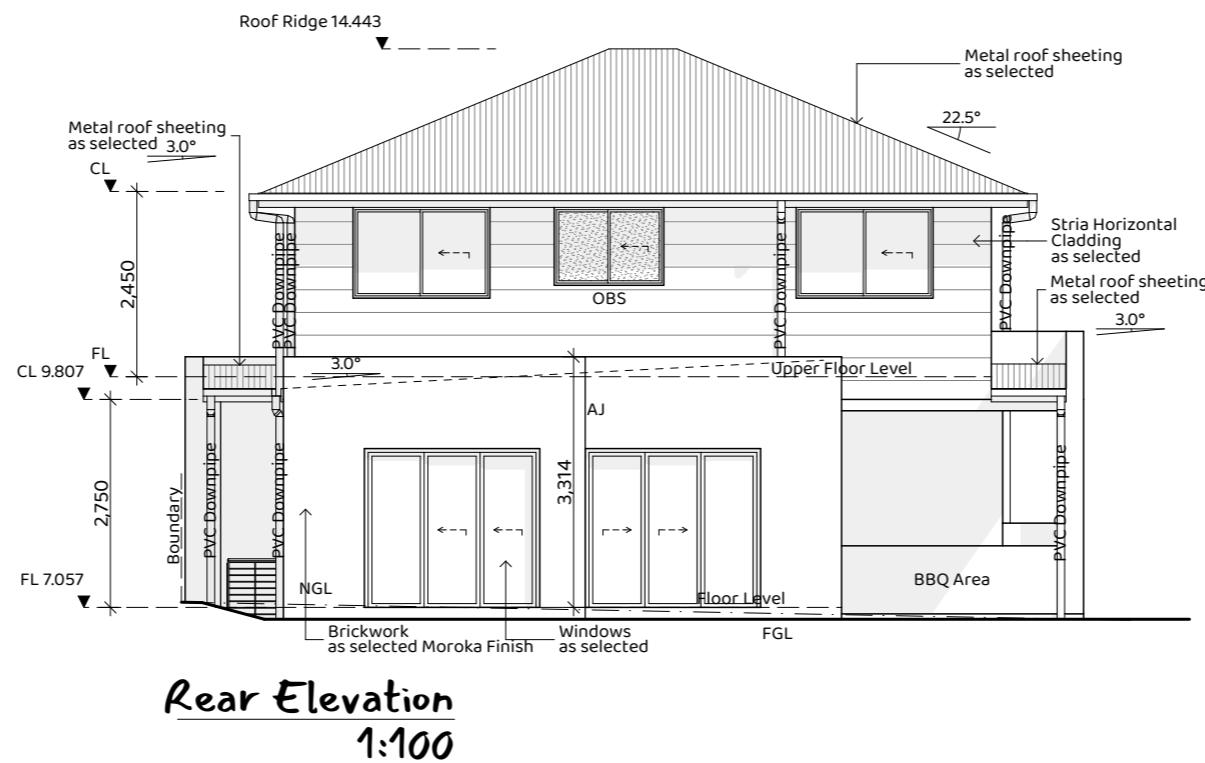 Roof Ridge 14.443
Metal roof sheeting
as selected
22.5°
Metal roof sheeting
as selected
3.0°
CL
2,450
PVC Downpipe
PVC Downpipe
OBS
PVC Downpipe
PVC Downpipe
Stria Horizontal
Cladding
as selected
Metal roof sheeting
as selected
3.0°
FL
CL 9.807
3.0°
Upper Floor Level
AJ
2,750
Boundary
PVC Downpipe
PVC Downpipe
3,314
PVC Downpipe
BBQ Area
FL 7.057
NGL
Floor Level
Brickwork
as selected Moroka Finish
Windows
as selected
FGL
Rear Elevation
1:100